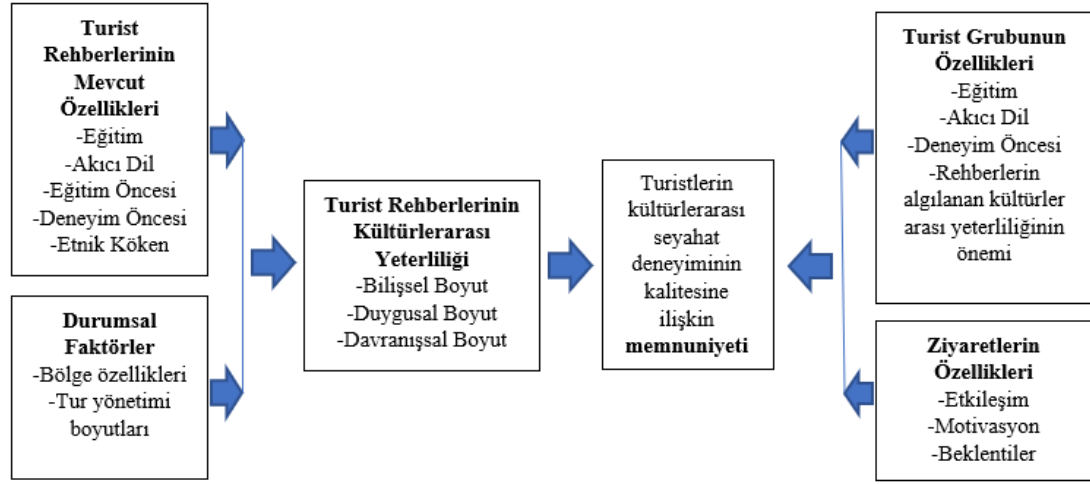 Turist
Rehberlerinin
Mevcut
Özellikleri
-Eğitim
-Akıcı Dil
-Eğitim Öncesi
-Deneyim Öncesi
-Etnik Köken
Durumsal
Faktörler
-Bölge özellikleri
-Tur yönetimi
boyutları
Turist Rehberlerinin
Kültürlerarası
Yeterliliği
-Bilişsel Boyut
-Duygusal Boyut
-Davranışsal Boyut
Turistlerin
kültürlerarası
seyahat
deneyiminin
kalitesine
ilişkin
memnuniyeti
Turist Grubunun
Özellikleri
-Eğitim
-Akıcı Dil
-Deneyim Öncesi
-Rehberlerin
algılanan kültürler
arası yeterliliğinin
önemi
Ziyaretlerin
Özellikleri
-Etkileşim
-Motivasyon
-Beklentiler